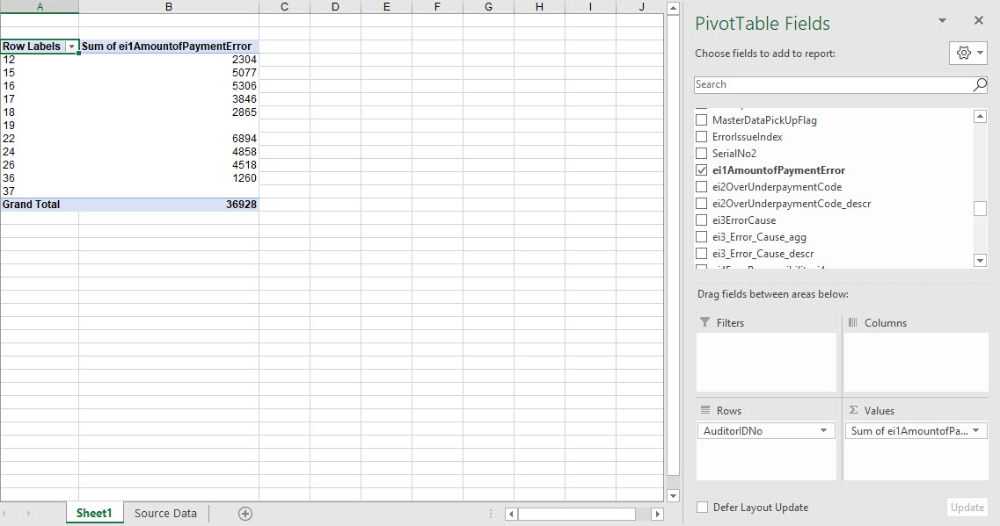 A B C D E F G H I J
Row Labels Sum of ei1AmountofPaymentError
12 2304
15 5077
16 5306
17 3846
18 2865
19
22 6894
24 4858
26 4518
36 1260
37
Grand Total 36928
Sheet1 Source Data
PivotTable Fields
Choose fields to add to report:
Search
MasterDataPickUpFlag
ErrorIssueIndex
SerialNo2
ei1AmountofPaymentError
ei2OverUnderpaymentCode
ei2OverUnderpaymentCode_descr
ei3ErrorCause
ei3_Error_Cause_agg
ei3_Error_Cause_descr
Drag fields between areas below:
Filters Columns
Rows Σ Values
AuditorIDNo Sum of ei1AmountofPa...
Defer Layout Update Update